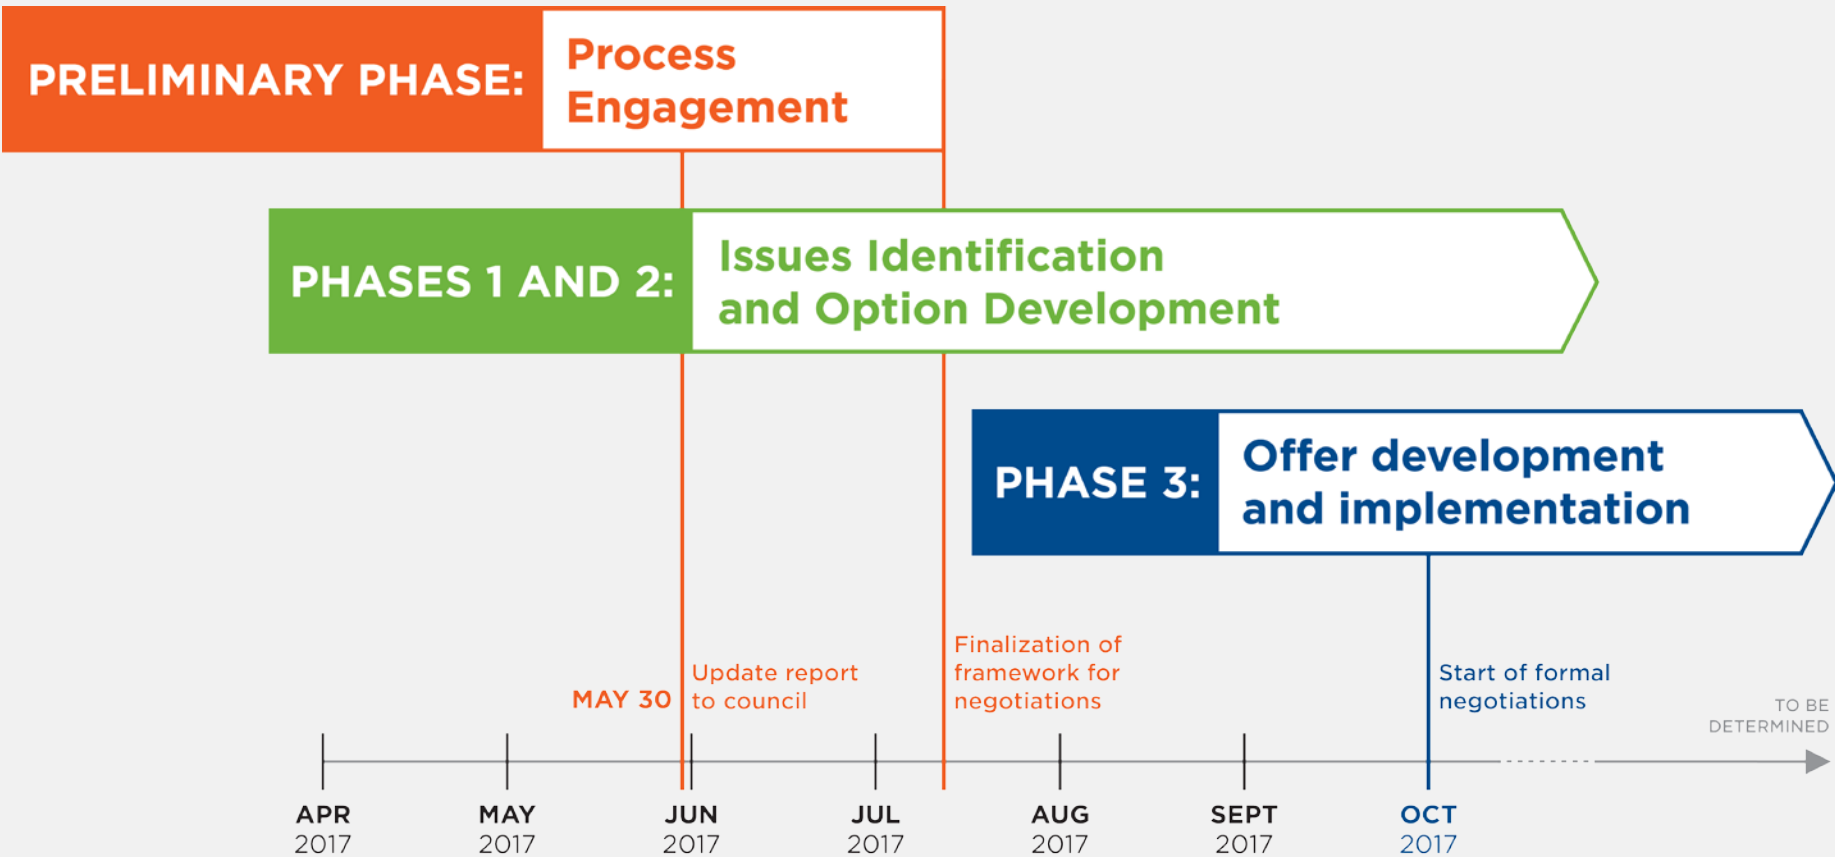 PRELIMINARY PHASE:
Process
Engagement
PHASES 1 AND 2:
Issues Identification
and Option Development
PHASE 3:
Offer development
and implementation
MAY 30
Update report
to council
Finalization of
framework for
negotiations
Start of formal
negotiations
TO BE
DETERMINED
APR
2017
MAY
2017
JUN
2017
JUL
2017
AUG
2017
SEPT
2017
OCT
2017